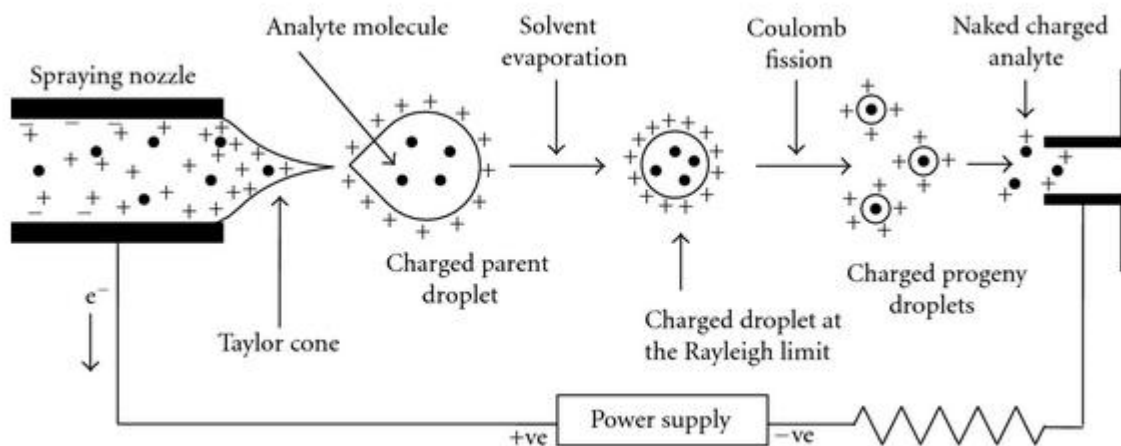 Analyte molecule
Solvent
evaporation
Coulomb
fission
Naked charged
analyte
Spraying nozzle
Charged parent
droplet
Charged progeny
droplets
e⁻
Taylor cone
Charged droplet at
the Rayleigh limit
+ve
Power supply
−ve